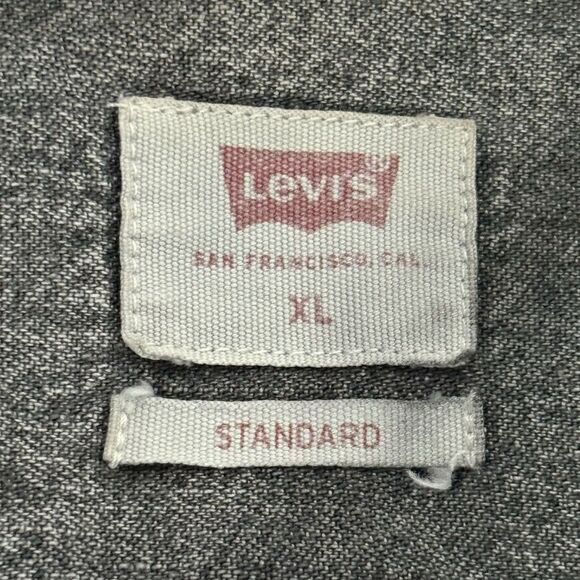 Levi's®
SAN FRANCISCO, CAL.
XL
STANDARD